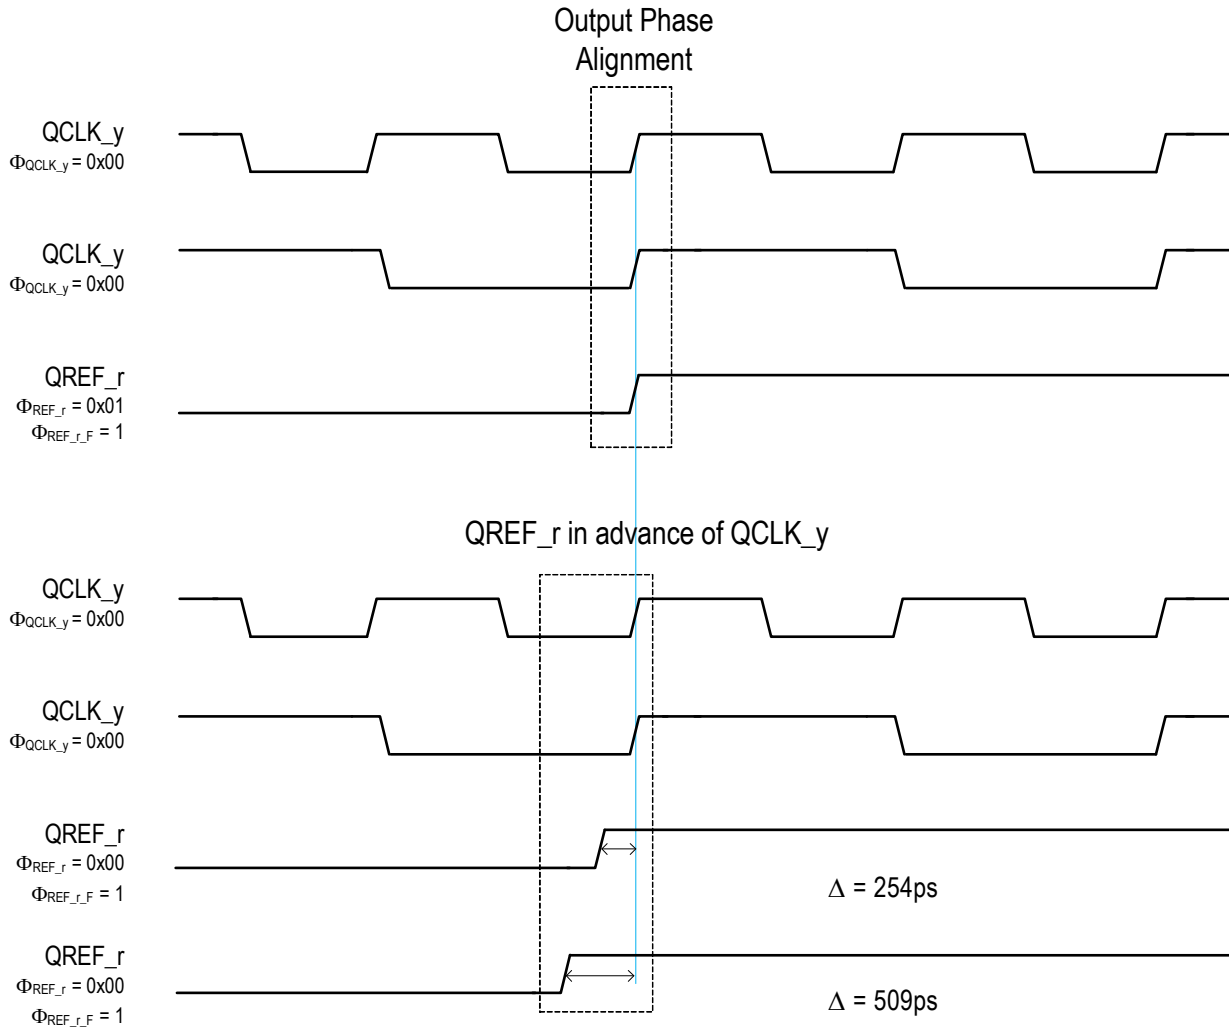 Output Phase
Alignment
QCLK_y
ΦQCLK_y = 0x00
QCLK_y
ΦQCLK_y = 0x00
QREF_r
ΦREF_r = 0x01
ΦREF_r_F = 1
QREF_r in advance of QCLK_y
QCLK_y
ΦQCLK_y = 0x00
QCLK_y
ΦQCLK_y = 0x00
QREF_r
ΦREF_r = 0x00
ΦREF_r_F = 1
Δ = 254ps
QREF_r
ΦREF_r = 0x00
ΦREF_r_F = 1
Δ = 509ps